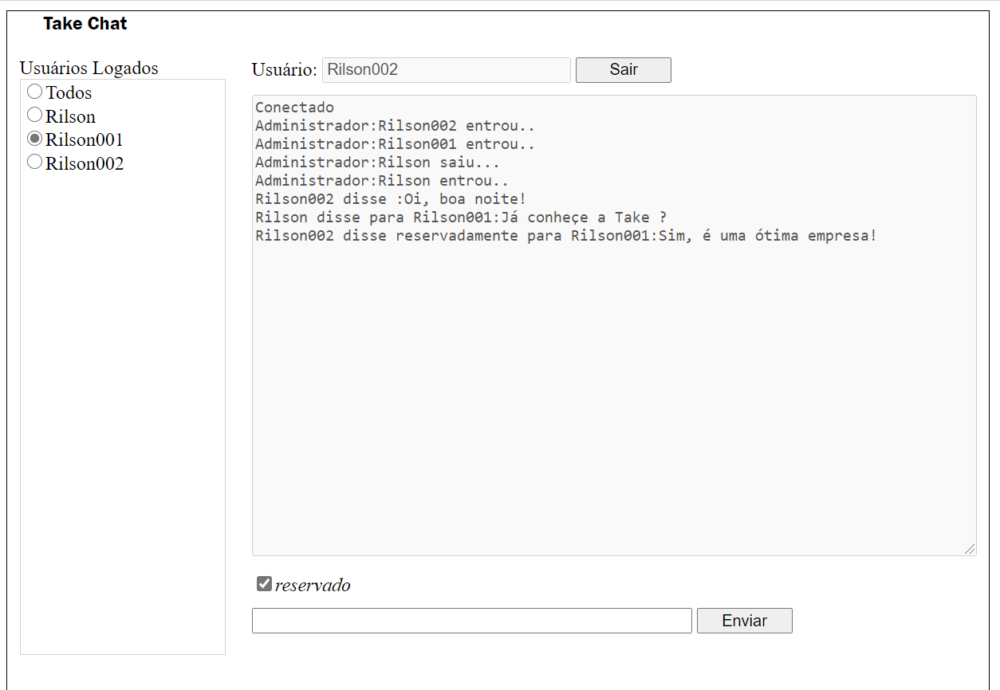 Take Chat
Usuários Logados
Todos
Rilson
Rilson001
Rilson002
Usuário: Rilson002 Sair
Conectado
Administrador:Rilson002 entrou..
Administrador:Rilson001 entrou..
Administrador:Rilson saiu...
Administrador:Rilson entrou..
Rilson002 disse :Oi, boa noite!
Rilson disse para Rilson001:Já conheçe a Take ?
Rilson002 disse reservadamente para Rilson001:Sim, é uma ótima empresa!
reservado
Enviar